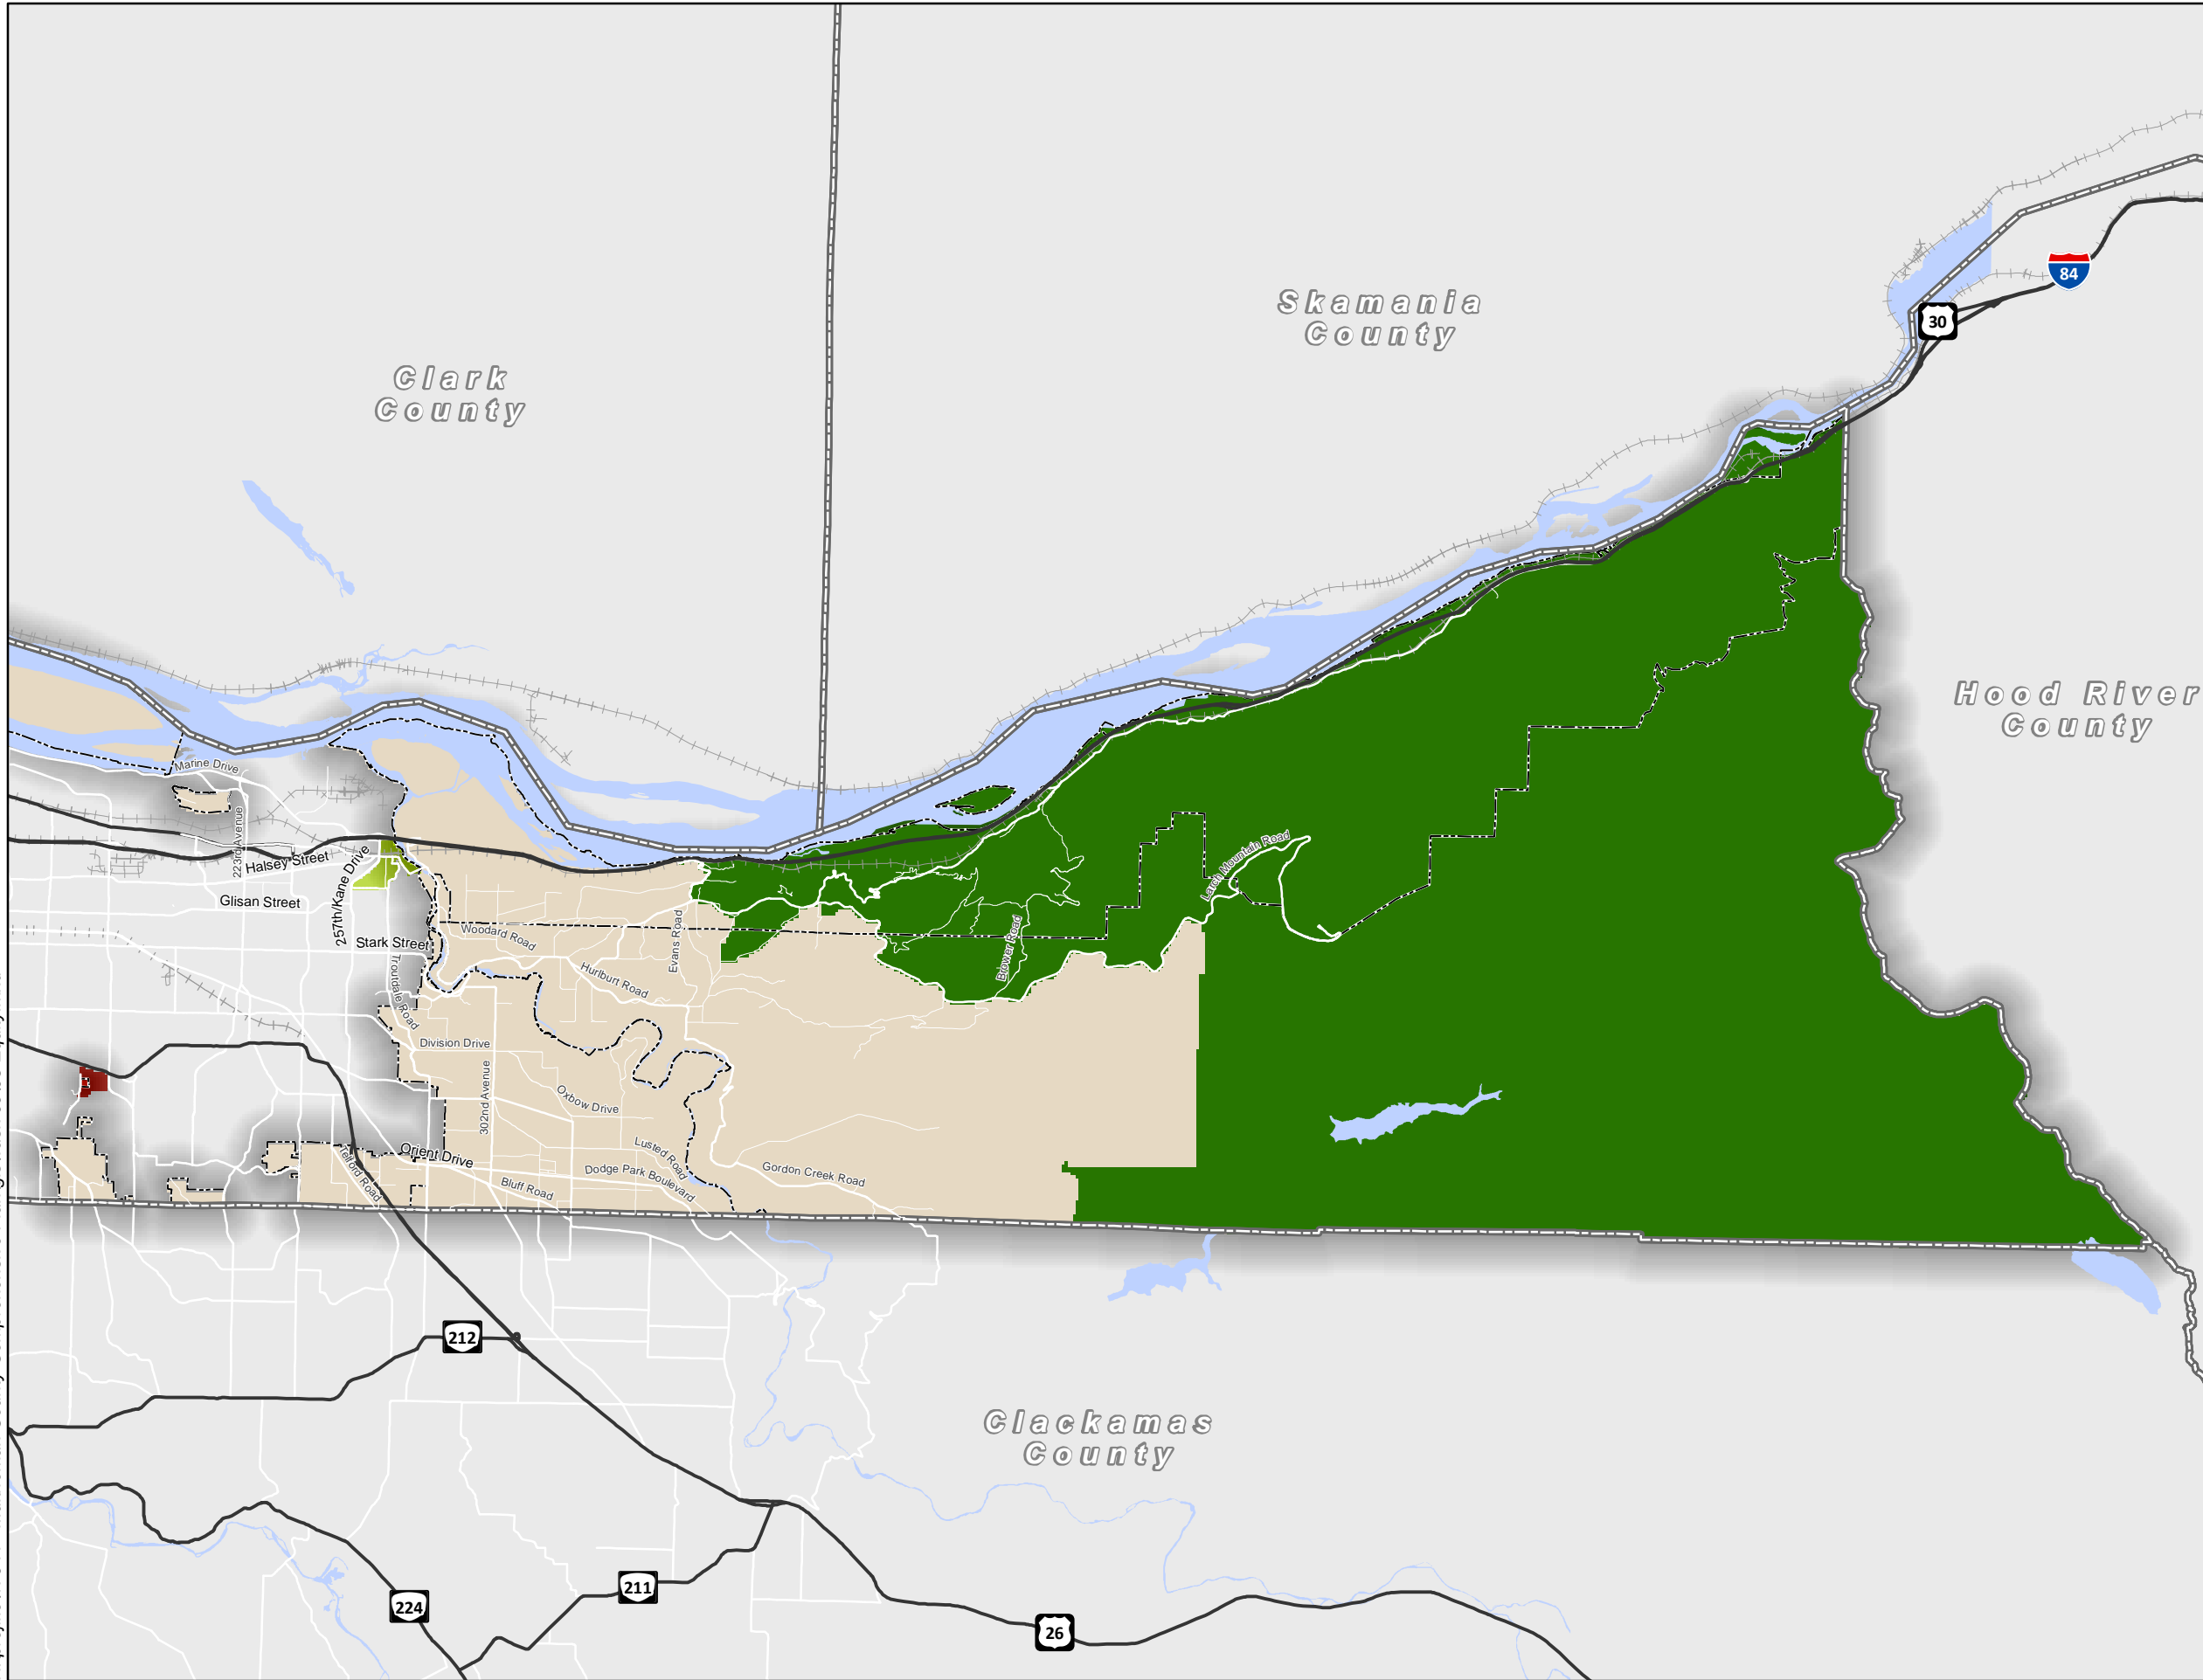 84
30
Skamania
County
Clark
County
Hood River
County
Marine Drive
223rd Avenue
Halsey Street
257th/Kane Drive
Glisan Street
Larch Mountain Road
Stark Street
Woodard Road
Evans Road
Brower Road
Troutdale Road
Hurlburt Road
Division Drive
302nd Avenue
Oxbow Drive
Orient Drive
Telford Road
Lusted Road
Dodge Park Boulevard
Gordon Creek Road
Bluff Road
212
Clackamas
County
211
224
26